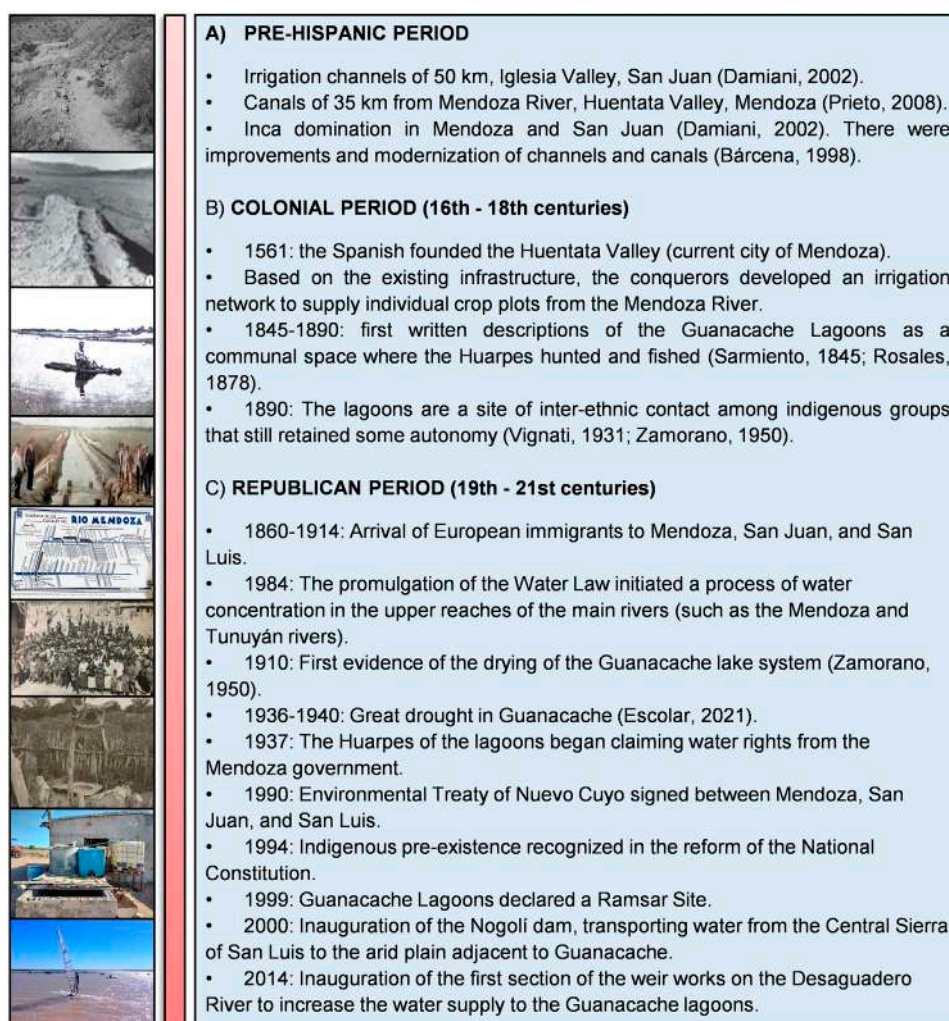 A) PRE-HISPANIC PERIOD
• Irrigation channels of 50 km, Iglesia Valley, San Juan (Damiani, 2002).
• Canals of 35 km from Mendoza River, Huentata Valley, Mendoza (Prieto, 2008).
• Inca domination in Mendoza and San Juan (Damiani, 2002). There were
improvements and modernization of channels and canals (Bárcena, 1998).
B) COLONIAL PERIOD (16th - 18th centuries)
• 1561: the Spanish founded the Huentata Valley (current city of Mendoza).
• Based on the existing infrastructure, the conquerors developed an irrigation
network to supply individual crop plots from the Mendoza River.
• 1845-1890: first written descriptions of the Guanacache Lagoons as a
communal space where the Huarpes hunted and fished (Sarmiento, 1845; Rosales,
1878).
• 1890: The lagoons are a site of inter-ethnic contact among indigenous groups
that still retained some autonomy (Vignati, 1931; Zamorano, 1950).
C) REPUBLICAN PERIOD (19th - 21st centuries)
• 1860-1914: Arrival of European immigrants to Mendoza, San Juan, and San
Luis.
• 1984: The promulgation of the Water Law initiated a process of water
concentration in the upper reaches of the main rivers (such as the Mendoza and
Tunuyán rivers).
• 1910: First evidence of the drying of the Guanacache lake system (Zamorano,
1950).
• 1936-1940: Great drought in Guanacache (Escolar, 2021).
• 1937: The Huarpes of the lagoons began claiming water rights from the
Mendoza government.
• 1990: Environmental Treaty of Nuevo Cuyo signed between Mendoza, San
Juan, and San Luis.
• 1994: Indigenous pre-existence recognized in the reform of the National
Constitution.
• 1999: Guanacache Lagoons declared a Ramsar Site.
• 2000: Inauguration of the Nogolí dam, transporting water from the Central Sierra
of San Luis to the arid plain adjacent to Guanacache.
• 2014: Inauguration of the first section of the weir works on the Desaguadero
River to increase the water supply to the Guanacache lagoons.
RIO MENDOZA